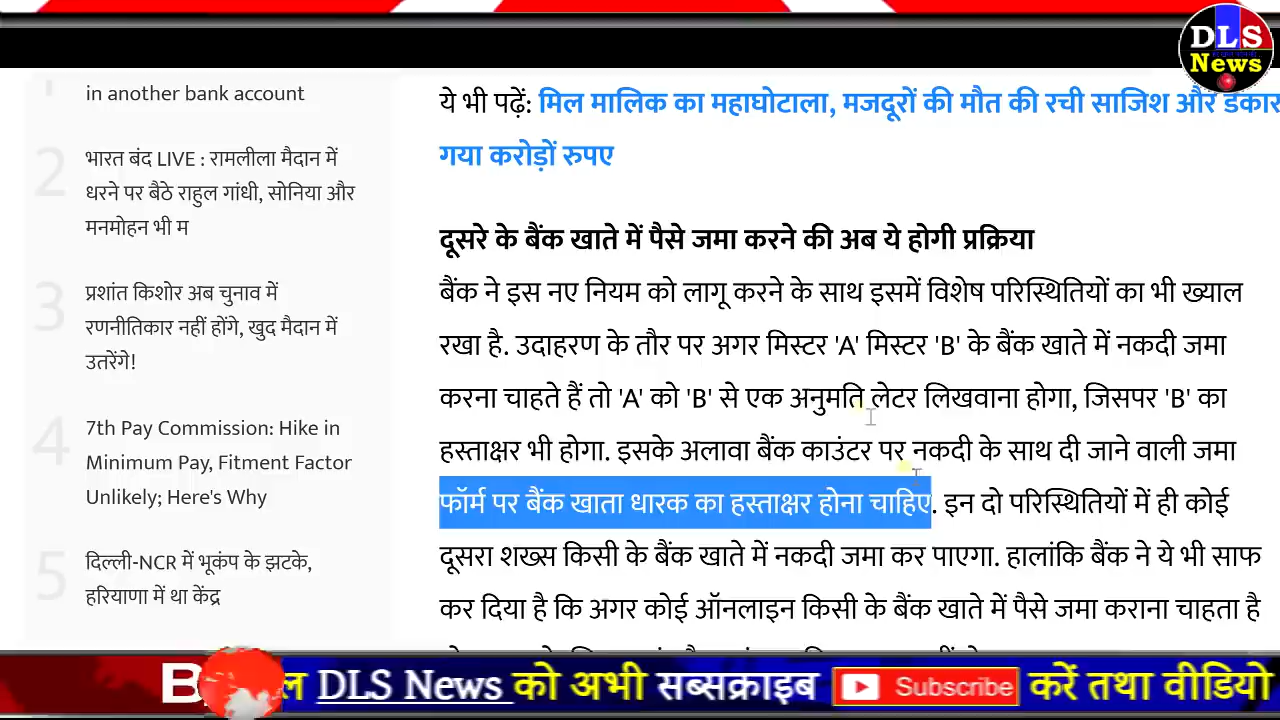 DLS
News
in another bank account
2
भारत बंद LIVE : रामलीला मैदान में
धरने पर बैठे राहुल गांधी, सोनिया और
मनमोहन भी म
3
प्रशांत किशोर अब चुनाव में
रणनीतिकार नहीं होंगे, खुद मैदान में
उतरेंगे!
4
7th Pay Commission: Hike in
Minimum Pay, Fitment Factor
Unlikely; Here's Why
5
दिल्ली-NCR में भूकंप के झटके,
हरियाणा में था केंद्र
ये भी पढ़ें: मिल मालिक का महाघोटाला, मजदूरों की मौत की रची साजिश और डकार
गया करोड़ों रुपए
दूसरे के बैंक खाते में पैसे जमा करने की अब ये होगी प्रक्रिया
बैंक ने इस नए नियम को लागू करने के साथ इसमें विशेष परिस्थितियों का भी ख्याल
रखा है. उदाहरण के तौर पर अगर मिस्टर 'A' मिस्टर 'B' के बैंक खाते में नकदी जमा
करना चाहते हैं तो 'A' को 'B' से एक अनुमति लेटर लिखवाना होगा, जिसपर 'B' का
हस्ताक्षर भी होगा. इसके अलावा बैंक काउंटर पर नकदी के साथ दी जाने वाली जमा
फॉर्म पर बैंक खाता धारक का हस्ताक्षर होना चाहिए. इन दो परिस्थितियों में ही कोई
दूसरा शख्स किसी के बैंक खाते में नकदी जमा कर पाएगा. हालांकि बैंक ने ये भी साफ
कर दिया है कि अगर कोई ऑनलाइन किसी के बैंक खाते में पैसे जमा कराना चाहता है
DLS News को अभी सब्सक्राइब Subscribe करें तथा वीडियो